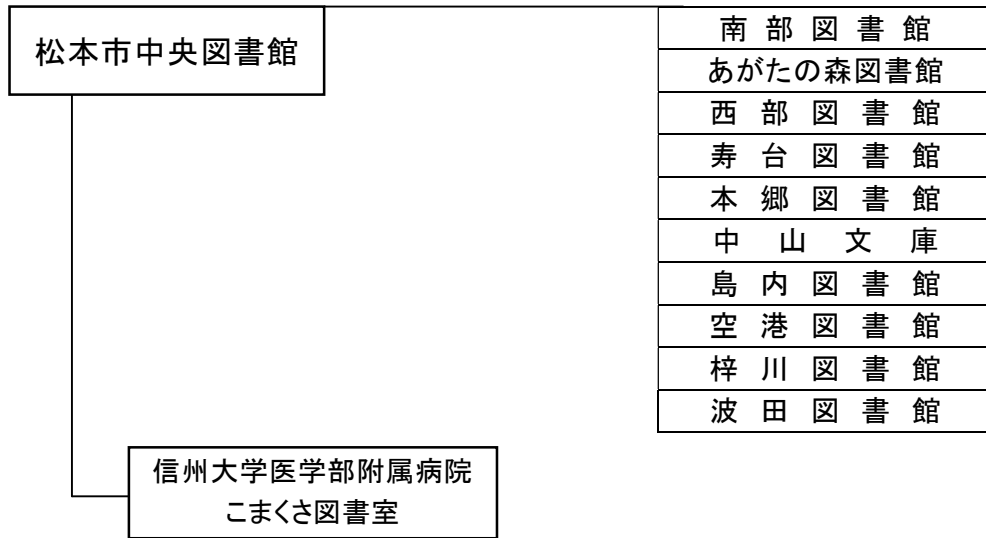 松本市中央図書館
南部図書館
あがたの森図書館
西部図書館
寿台図書館
本郷図書館
中山文庫
島内図書館
空港図書館
梓川図書館
波田図書館
信州大学医学部附属病院
こまくさ図書室